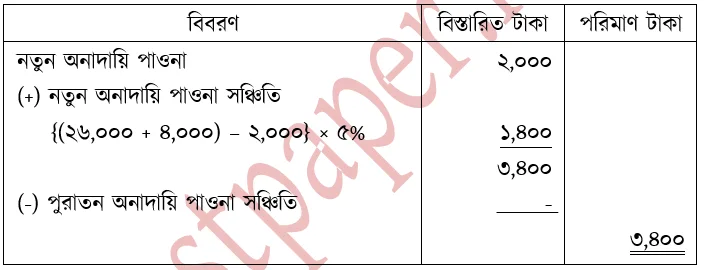 বিবরণ বিস্তারিত টাকা পরিমাণ টাকা
নতুন অনাদায়ি পাওনা ২,০০০
(+) নতুন অনাদায়ি পাওনা সঞ্চিতি
{(২৬,০০০ + ৪,০০০) – ২,০০০} × ৫% ১,৪০০
৩,৪০০
(-) পুরাতন অনাদায়ি পাওনা সঞ্চিতি -
৩,৪০০